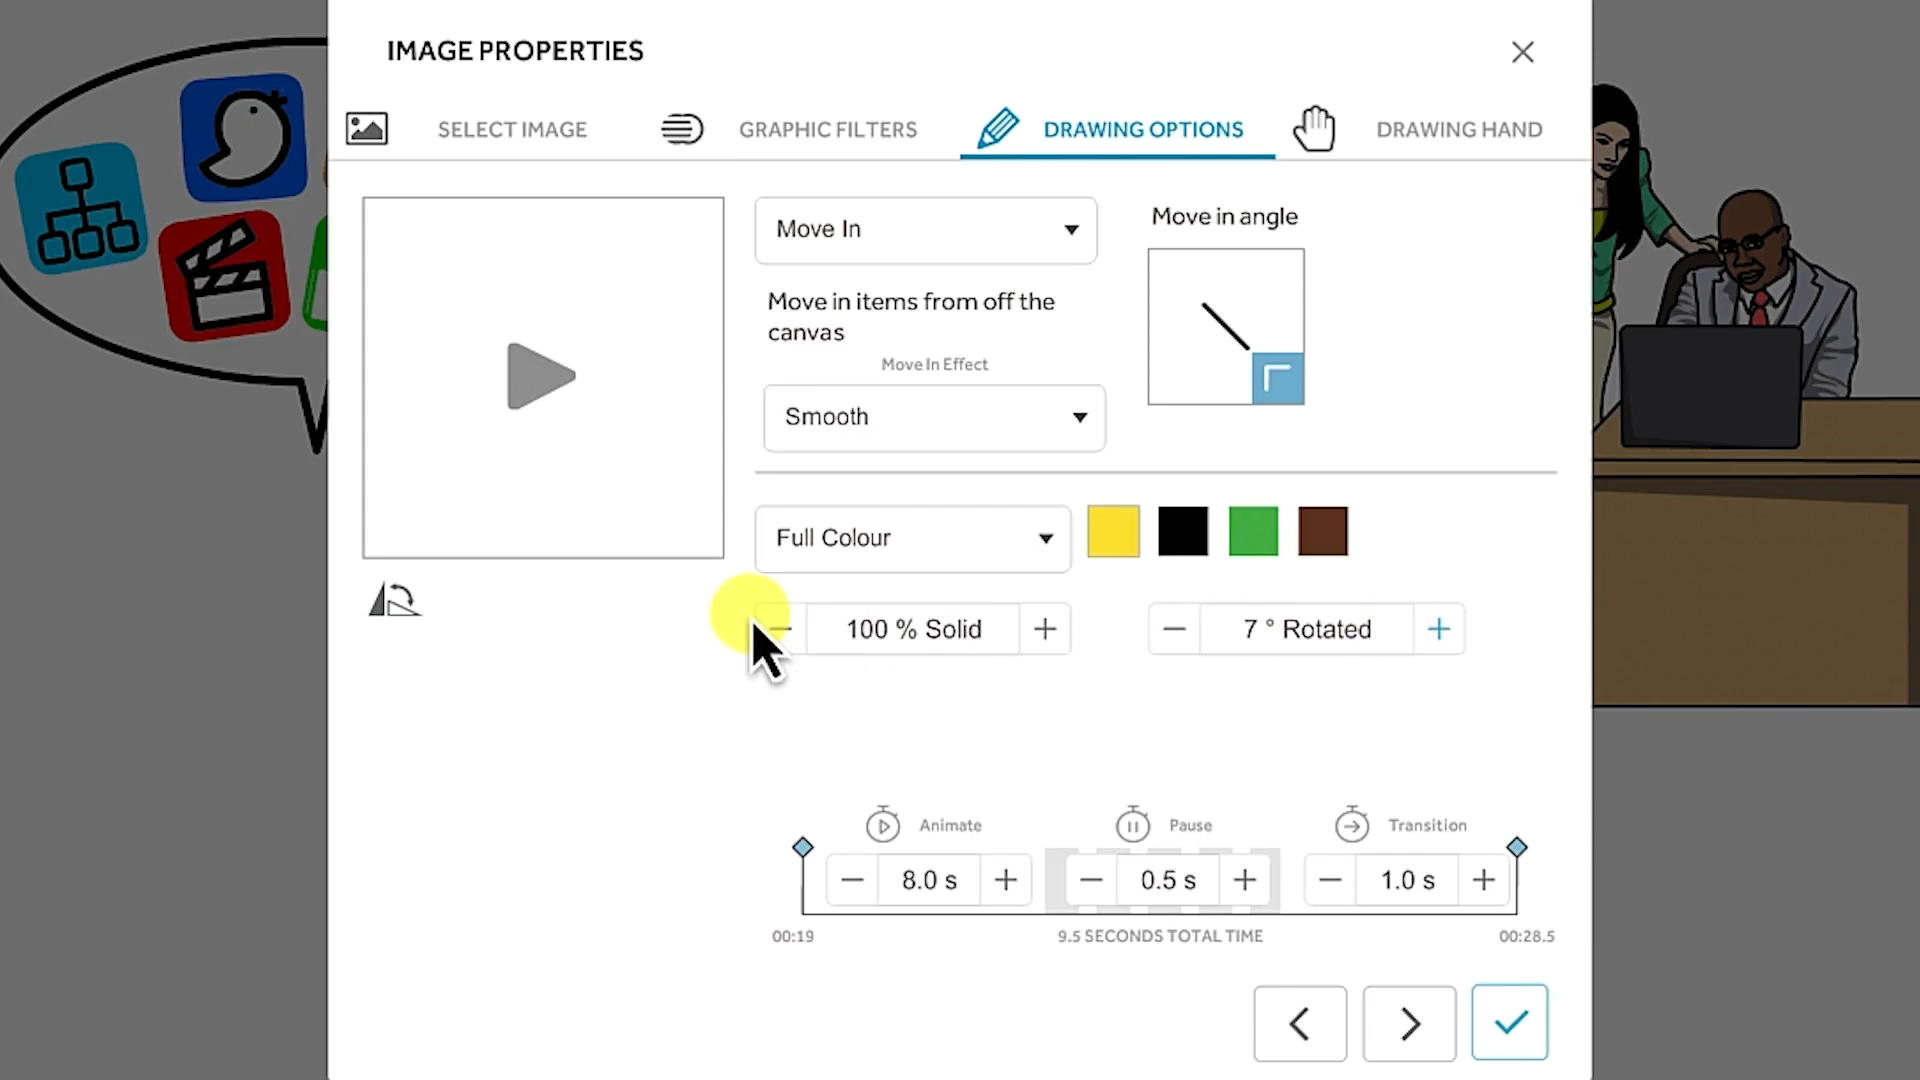 IMAGE PROPERTIES
SELECT IMAGE
GRAPHIC FILTERS
DRAWING OPTIONS
DRAWING HAND
Move In
Move in angle
Move in items from off the
canvas
Move In Effect
Smooth
Full Colour
100 % Solid
7 ° Rotated
Animate
Pause
Transition
8.0 s
0.5 s
1.0 s
00:19
9.5 SECONDS TOTAL TIME
00:28.5